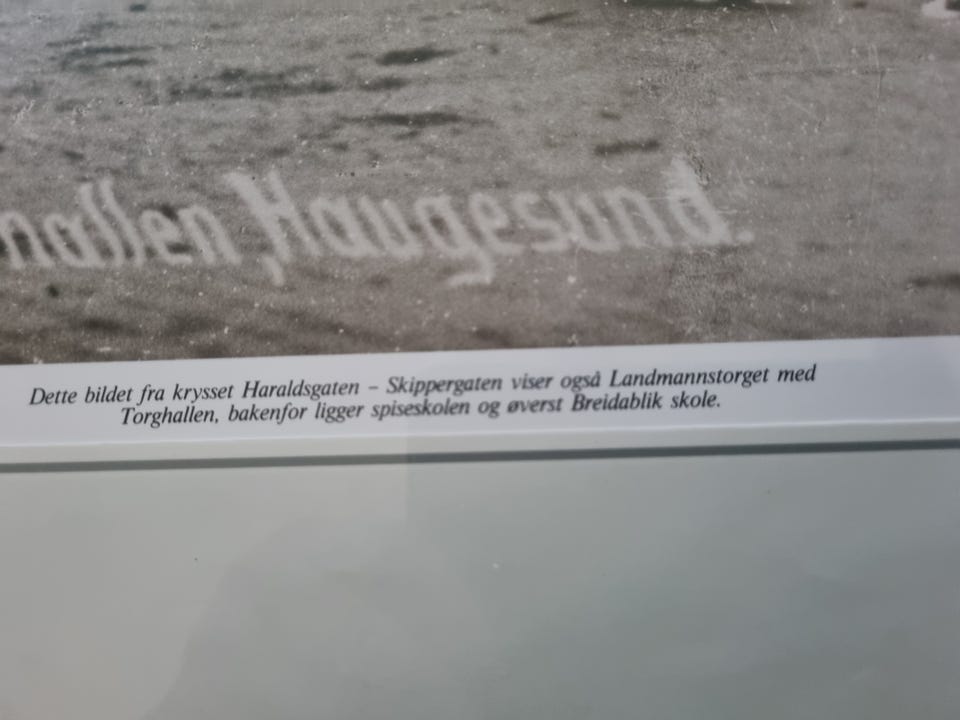 hallen, Haugesund.
Dette bildet fra krysset Haraldsgaten – Skippergaten viser også Landmannstorget med
Torghallen, bakenfor ligger spiseskolen og øverst Breidablik skole.